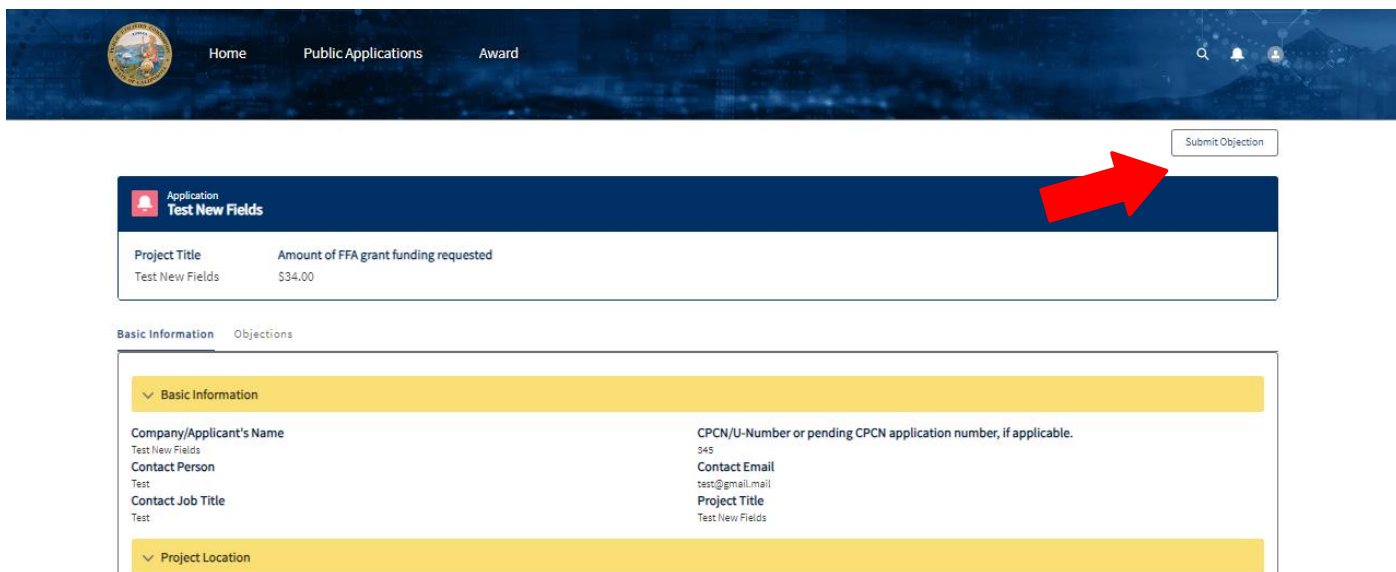 Home Public Applications Award
Submit Objection
Application
Test New Fields
Project Title Amount of FFA grant funding requested
Test New Fields $34.00
Basic Information Objections
Basic Information
Company/Applicant's Name CPCN/U-Number or pending CPCN application number, if applicable.
Test New Fields 345
Contact Person Contact Email
Test test@gmail.mail
Contact Job Title Project Title
Test Test New Fields
Project Location